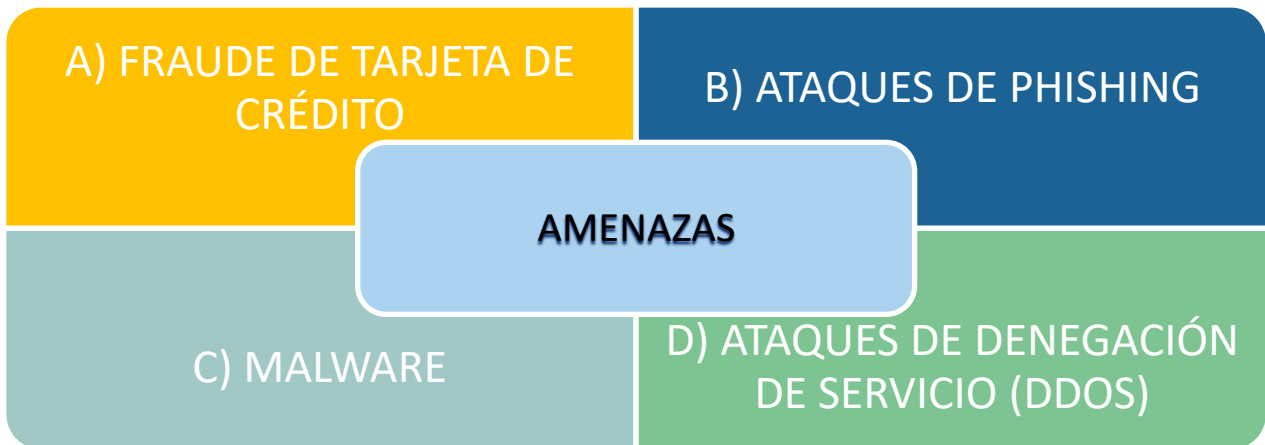 A) FRAUDE DE TARJETA DE
CRÉDITO
B) ATAQUES DE PHISHING
AMENAZAS
C) MALWARE
D) ATAQUES DE DENEGACIÓN
DE SERVICIO (DDOS)